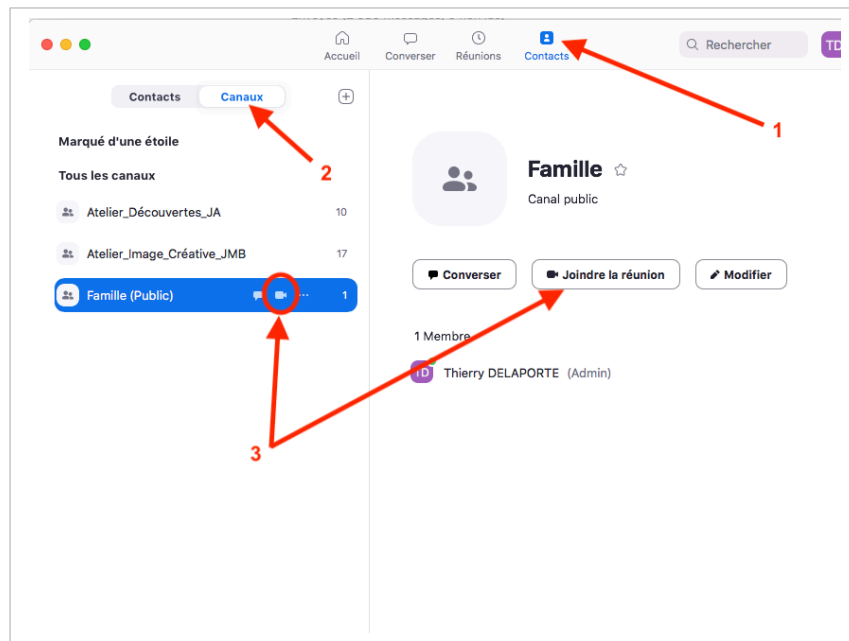 Accueil
Converser
Réunions
Contacts
Rechercher
TD
1
Contacts
Canaux
2
Marqué d'une étoile
Tous les canaux
Atelier_Découvertes_JA 10
Atelier_Image_Créative_JMB 17
Famille (Public) ... 1
Famille
Canal public
Converser
Joindre la réunion
Modifier
1 Membre
TD Thierry DELAPORTE (Admin)
3